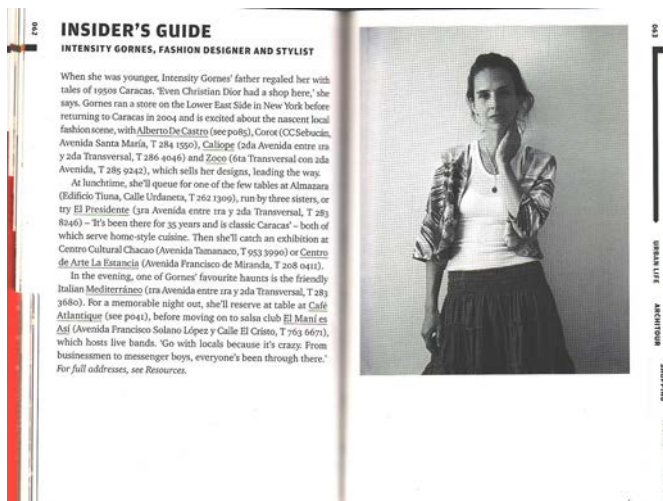 062
INSIDER'S GUIDE
INTENSITY GORNES, FASHION DESIGNER AND STYLIST
When she was younger, Intensity Gornes' father regaled her with
tales of 1950s Caracas. 'Even Christian Dior had a shop here,' she
says. Gornes ran a store on the Lower East Side in New York before
returning to Caracas in 2004 and is excited about the nascent local
fashion scene, with Alberto De Castro (see p085), Corot (CC Sebucán,
Avenida Santa María, T 284 1550), Caliope (2da Avenida entre 1ra
y 2da Transversal, T 286 4046) and Zoco (6ta Transversal con 2da
Avenida, T 285 9242), which sells her designs, leading the way.
At lunchtime, she'll queue for one of the few tables at Almazara
(Edificio Tiuna, Calle Urdaneta, T 262 1309), run by three sisters, or
try El Presidente (3ra Avenida entre 1ra y 2da Transversal, T 283
8246) – 'It's been there for 35 years and is classic Caracas' – both of
which serve home-style cuisine. Then she'll catch an exhibition at
Centro Cultural Chacao (Avenida Tamanaco, T 953 3990) or Centro
de Arte La Estancia (Avenida Francisco de Miranda, T 208 0411).
In the evening, one of Gornes' favourite haunts is the friendly
Italian Mediterráneo (1ra Avenida entre 1ra y 2da Transversal, T 283
3680). For a memorable night out, she'll reserve at table at Café
Atlantique (see p041), before moving on to salsa club El Maní es
Así (Avenida Francisco Solano López y Calle El Cristo, T 763 6671),
which hosts live bands. 'Go with locals because it's crazy. From
businessmen to messenger boys, everyone's been through there.'
For full addresses, see Resources.
063
URBAN LIFE
ARCHITOUR